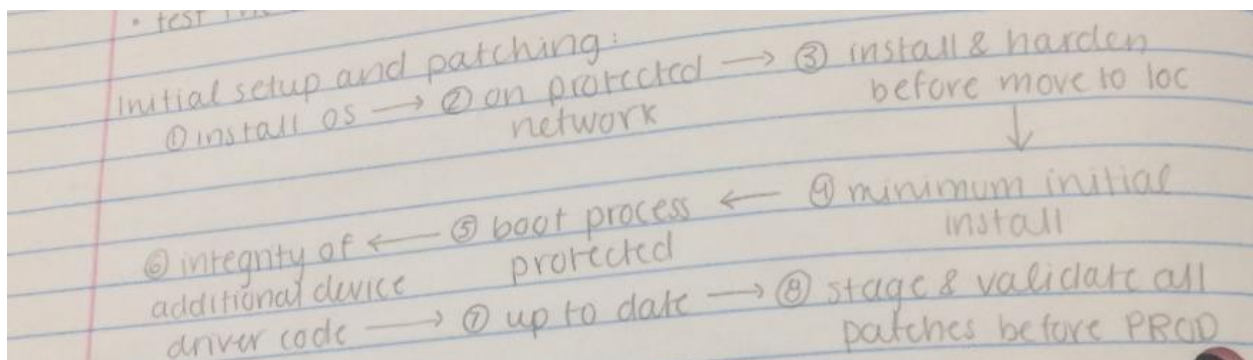 • test
Initial setup and patching:
① install OS → ② on protected → ③ install & harden
network before move to loc
↓
⑥ integrity of ← ⑤ boot process ← ④ minimum initial
additional device protected install
driver code → ⑦ up to date → ⑧ stage & validate all
patches before PROD